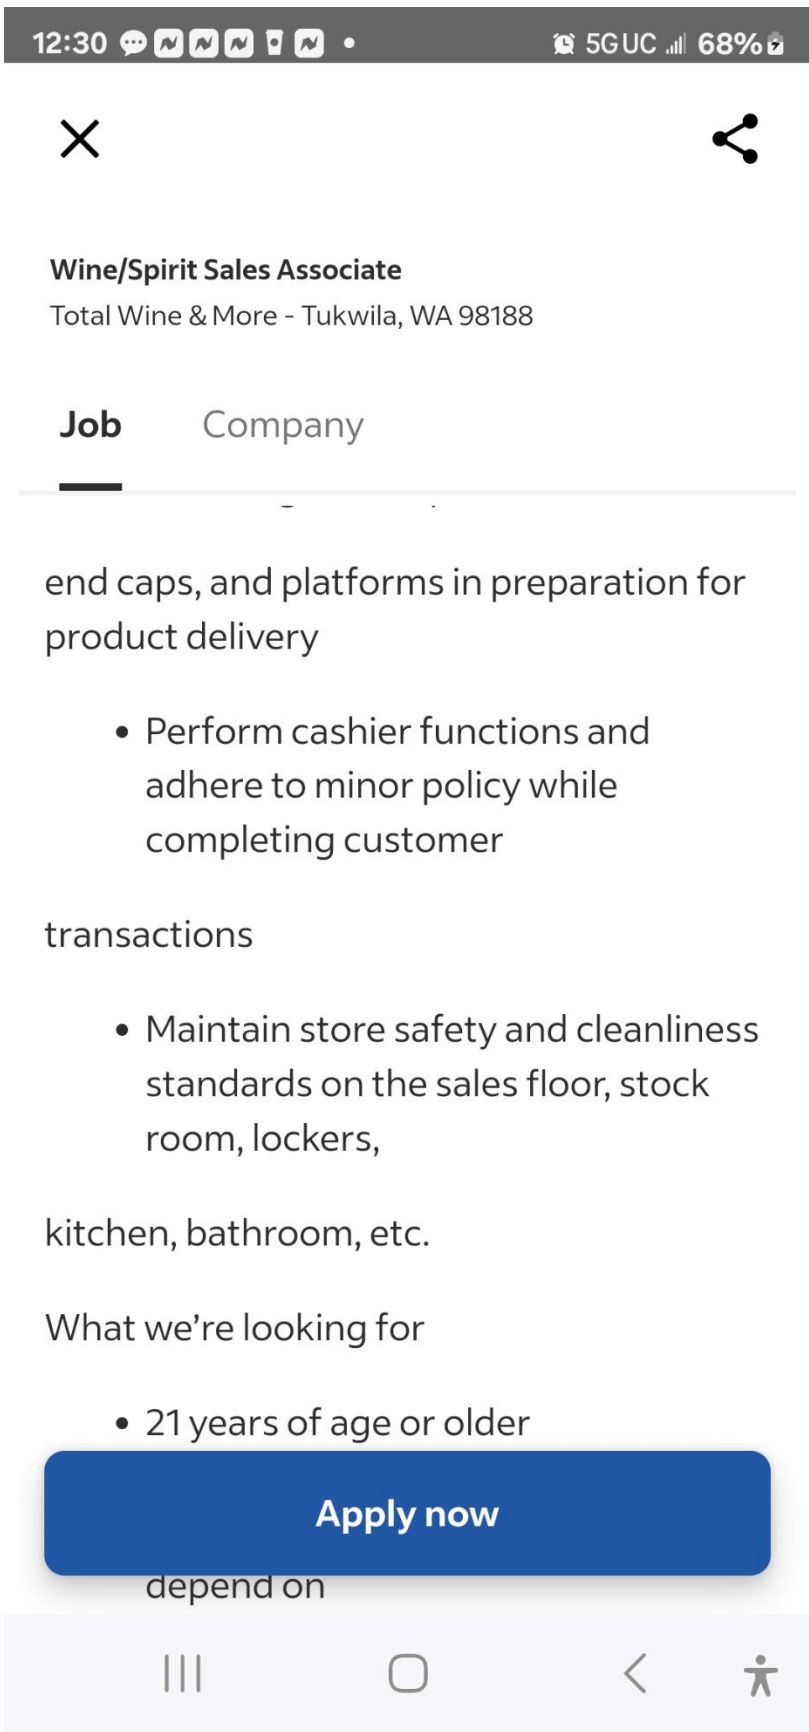 12:30
5G UC 68%
Wine/Spirit Sales Associate
Total Wine & More - Tukwila, WA 98188
Job Company
end caps, and platforms in preparation for
product delivery
• Perform cashier functions and
adhere to minor policy while
completing customer
transactions
• Maintain store safety and cleanliness
standards on the sales floor, stock
room, lockers,
kitchen, bathroom, etc.
What we’re looking for
• 21 years of age or older
Apply now
depend on